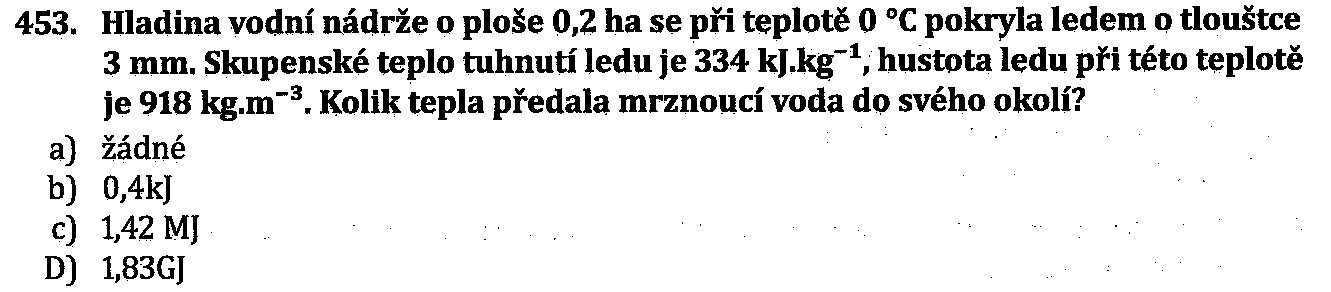 453. Hladina vodní nádrže o ploše 0,2 ha se při teplotě 0 °C pokryla ledem o tloušťce
3 mm. Skupenské teplo tuhnutí ledu je 334 kJ.kg⁻¹, hustota ledu při této teplotě
je 918 kg.m⁻³. Kolik tepla předala mrznoucí voda do svého okolí?
a) žádné
b) 0,4kJ
c) 1,42 MJ
D) 1,83GJ